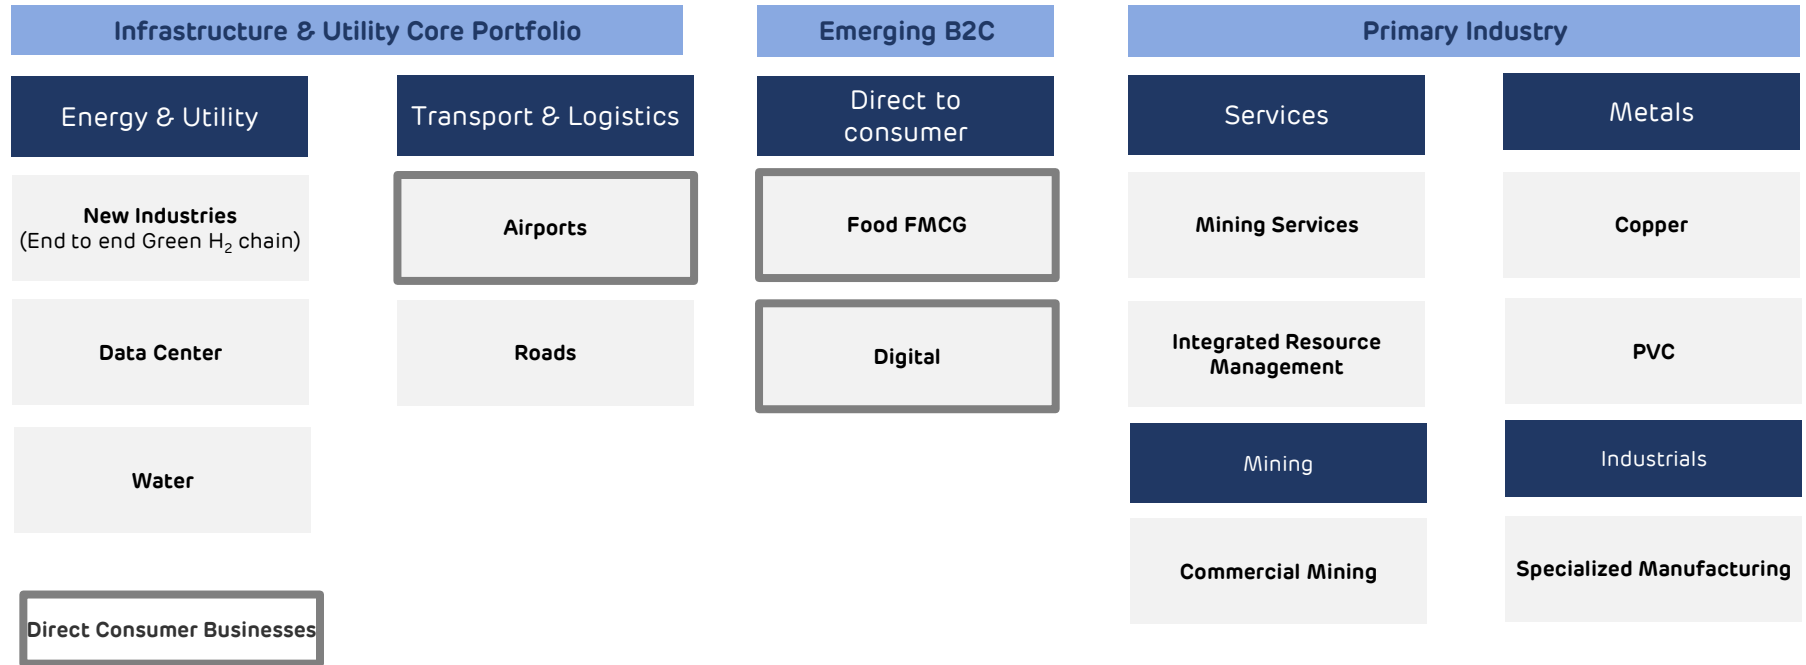 Infrastructure & Utility Core Portfolio
Energy & Utility
New Industries
(End to end Green H₂ chain)
Data Center
Water
Transport & Logistics
Airports
Roads
Emerging B2C
Direct to
consumer
Food FMCG
Digital
Primary Industry
Services
Mining Services
Integrated Resource
Management
Mining
Commercial Mining
Metals
Copper
PVC
Industrials
Specialized Manufacturing
Direct Consumer Businesses